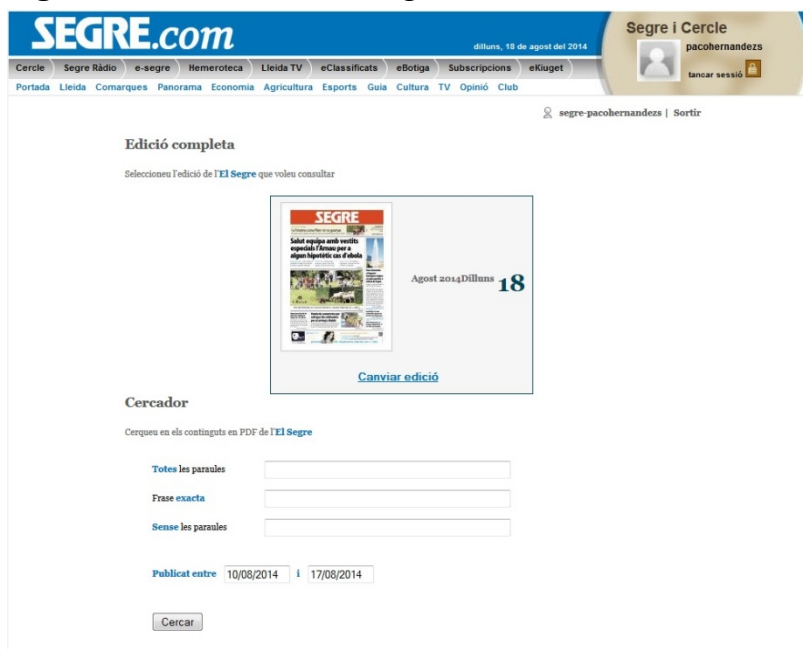 SEGRE.com
dilluns, 18 de agost del 2014
Segre i Cercle
pacohernandezs
tancar sessió
Cercle Segre Ràdio e-segre Hemeroteca Lleida TV eClassificats eBotiga Subscripcions eKiuget
Portada Lleida Comarques Panorama Economia Agricultura Esports Guia Cultura TV Opinió Club
segre-pacohernandezs | Sortir
Edició completa
Seleccioneu l'edició de l'El Segre que voleu consultar
SEGRE
Salut equipa amb vestits
especials l'Arnau per a
algun hipotètic cas d'ebola
Agost 2014Dilluns 18
Canviar edició
Cercador
Cerqueu en els continguts en PDF de l'El Segre
Totes les paraules
Frase exacta
Sense les paraules
Publicat entre 10/08/2014 i 17/08/2014
Cercar